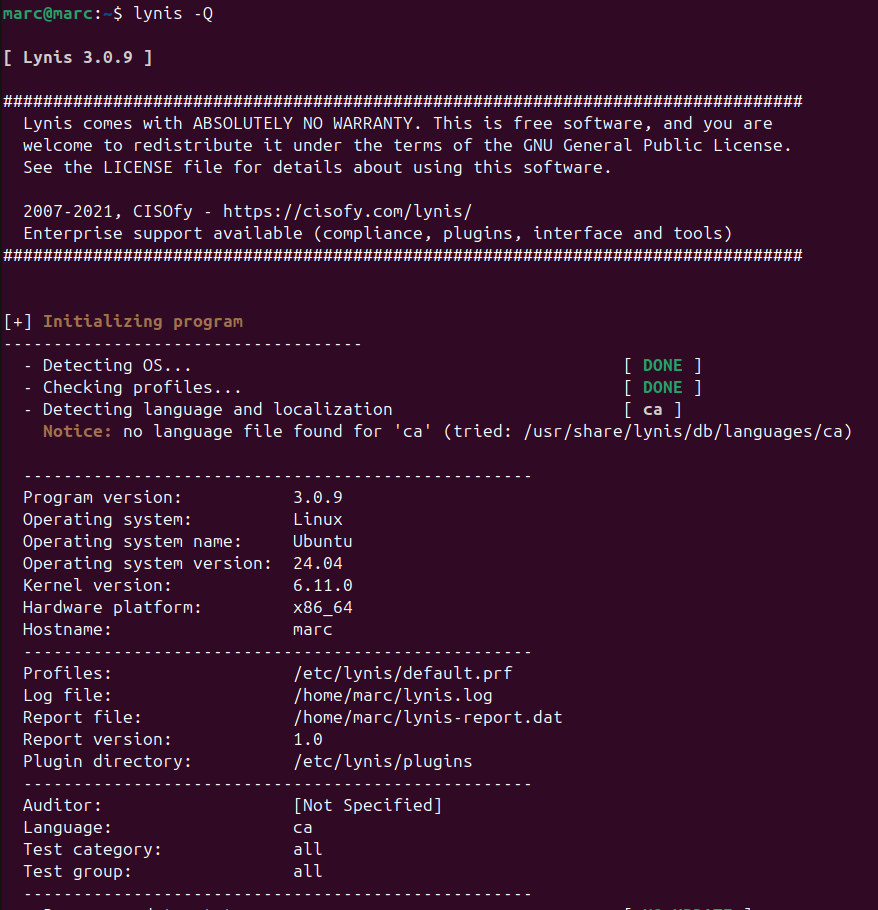 marc@marc:~$ lynis -Q
[ Lynis 3.0.9 ]
################################################################################
Lynis comes with ABSOLUTELY NO WARRANTY. This is free software, and you are
welcome to redistribute it under the terms of the GNU General Public License.
See the LICENSE file for details about using this software.
2007-2021, CISOfy - https://cisofy.com/lynis/
Enterprise support available (compliance, plugins, interface and tools)
################################################################################
[+] Initializing program
------------------------------------
- Detecting OS... [ DONE ]
- Checking profiles... [ DONE ]
- Detecting language and localization [ ca ]
Notice: no language file found for 'ca' (tried: /usr/share/lynis/db/languages/ca)
---------------------------------------------------
Program version: 3.0.9
Operating system: Linux
Operating system name: Ubuntu
Operating system version: 24.04
Kernel version: 6.11.0
Hardware platform: x86_64
Hostname: marc
---------------------------------------------------
Profiles: /etc/lynis/default.prf
Log file: /home/marc/lynis.log
Report file: /home/marc/lynis-report.dat
Report version: 1.0
Plugin directory: /etc/lynis/plugins
---------------------------------------------------
Auditor: [Not Specified]
Language: ca
Test category: all
Test group: all
---------------------------------------------------